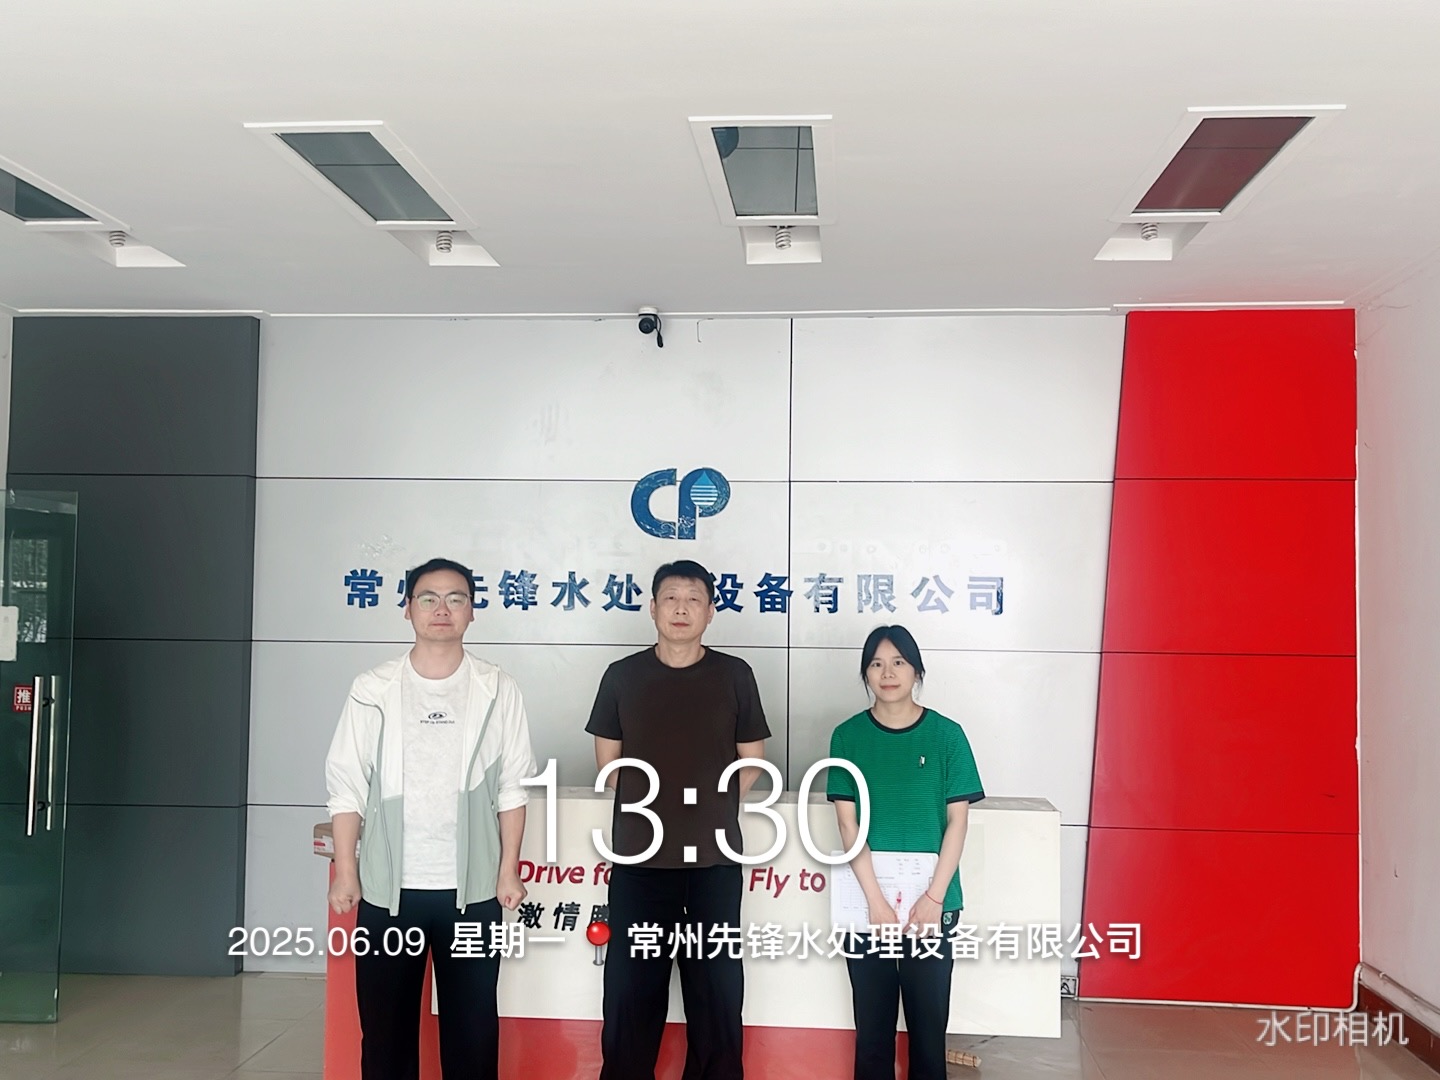 CP
常州先锋水处 设备有限公司
13:30
Drive fo Fly to
激情
2025.06.09 星期一 常州先锋水处理设备有限公司
推
水印相机